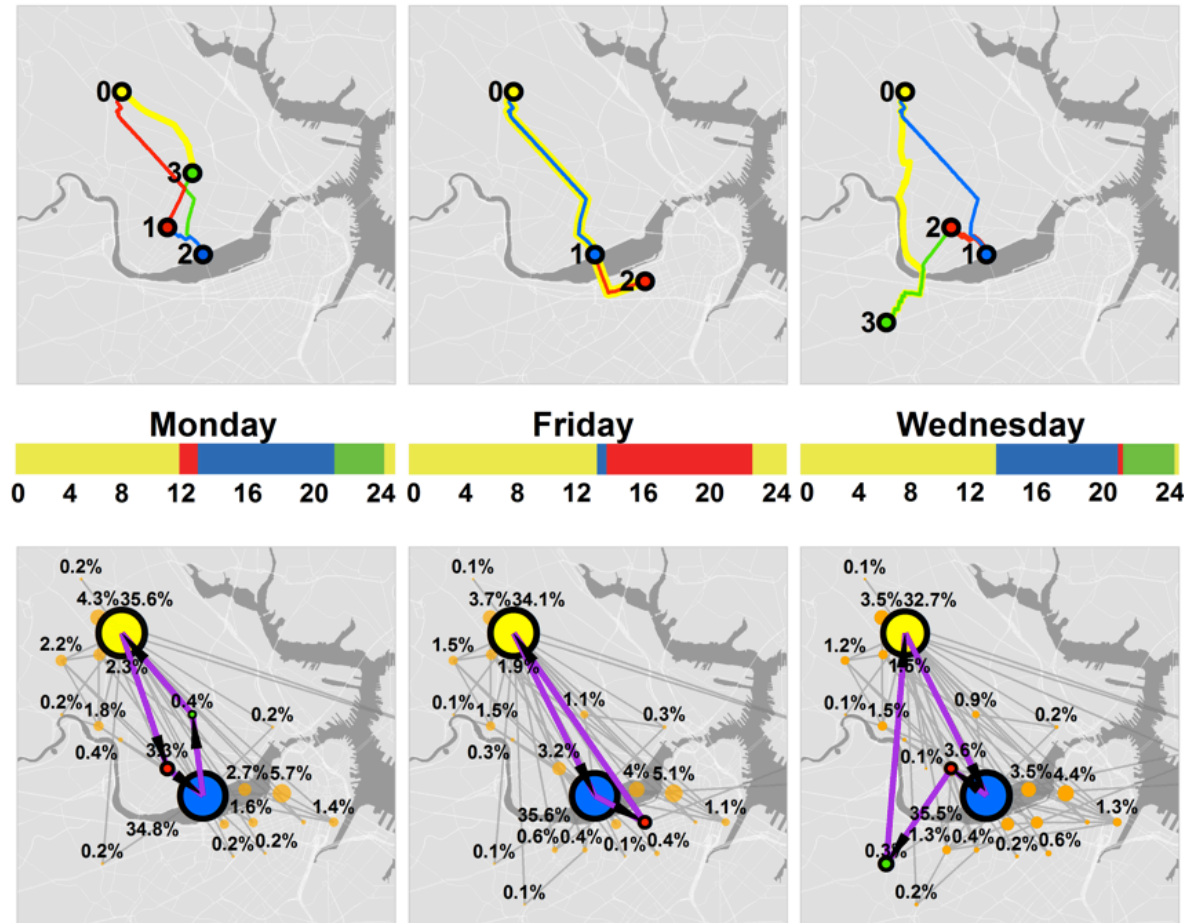 0 0 0
3
1 2
2 1 2 1
3
Monday Friday Wednesday
0 4 8 12 16 20 24 0 4 8 12 16 20 24 0 4 8 12 16 20 24
0.2% 0.1% 0.1%
4.3% 35.6% 3.7% 34.1% 3.5% 32.7%
2.2% 1.5% 1.2%
2.3% 1.9% 1.5%
0.2% 1.8% 0.4% 0.2% 0.1% 1.5% 1.1% 0.3% 0.1% 1.5% 0.9% 0.2%
0.4% 3.3% 0.3% 3.2% 0.1% 3.6%
2.7% 5.7% 4% 5.1% 3.5% 4.4%
34.8% 1.6% 1.4% 35.6% 1.1% 35.5% 1.3%
0.2% 0.2% 0.2% 0.6% 0.4% 0.1% 0.4% 1.3% 0.4% 0.2% 0.6%
0.1% 0.3%
0.1% 0.2%